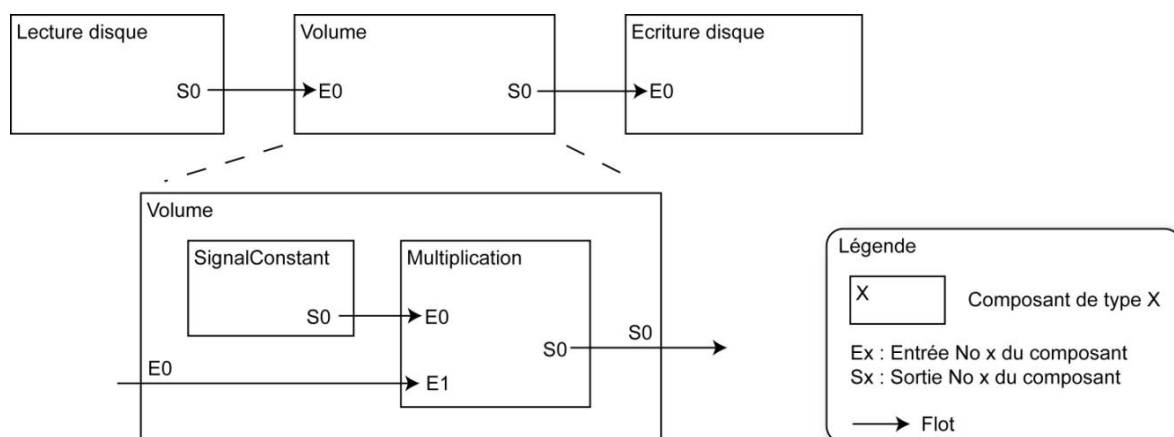 Lecture disque
S0
Volume
E0
S0
Ecriture disque
E0
Volume
SignalConstant
S0
Multiplication
E0
S0
E1
E0
S0
Légende
X
Composant de type X
Ex : Entrée No x du composant
Sx : Sortie No x du composant
Flot